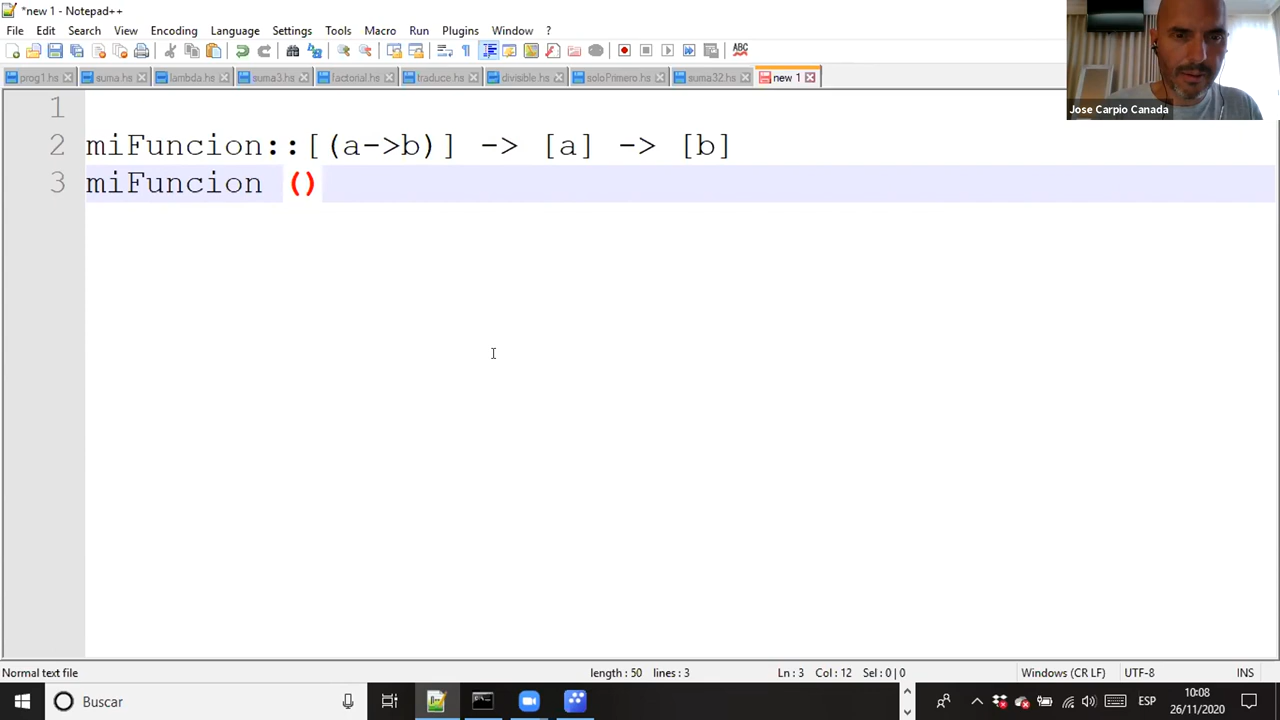 *new 1 - Notepad++
File Edit Search View Encoding Language Settings Tools Macro Run Plugins Window ?
prog1.hs suma.hs lambda.hs suma3.hs factorial.hs traduce.hs divisible.hs soloPrimero.hs suma32.hs new 1
Jose Carpio Canada
1
2 miFuncion::[(a->b)] -> [a] -> [b]
3 miFuncion ()
Normal text file length : 50 lines : 3 Ln : 3 Col : 12 Sel : 0 | 0 Windows (CR LF) UTF-8 INS
Buscar ESP 10:08
26/11/2020